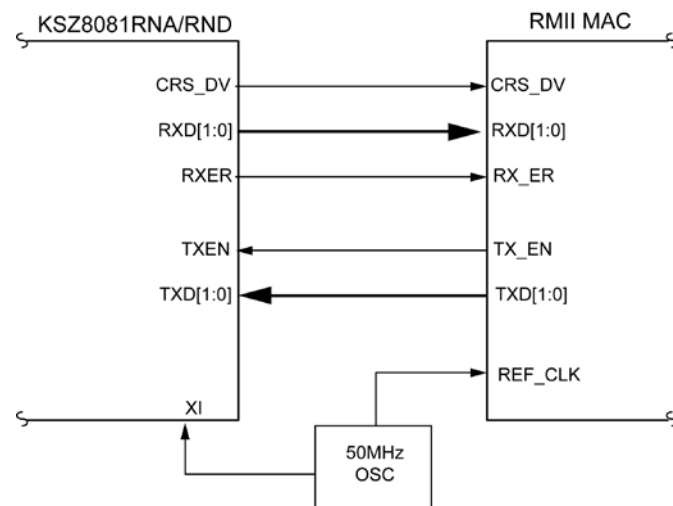 KSZ8081RNA/RND
RMII MAC
CRS_DV
CRS_DV
RXD[1:0]
RXD[1:0]
RXER
RX_ER
TXEN
TX_EN
TXD[1:0]
TXD[1:0]
REF_CLK
XI
50MHz
OSC